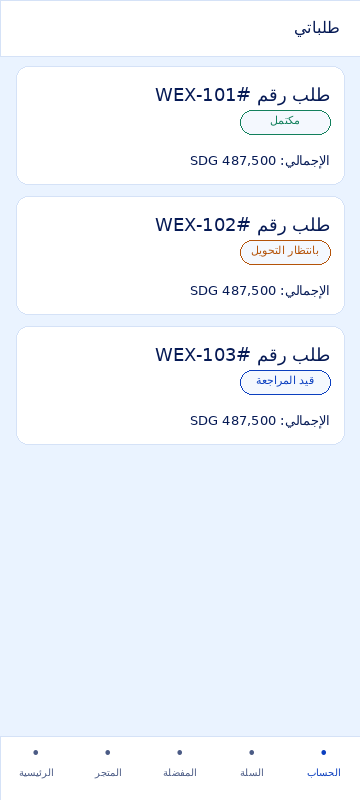 طلباتي
طلب رقم #WEX-101
مكتمل
الإجمالي: 487,500 SDG
طلب رقم #WEX-102
بانتظار التحويل
الإجمالي: 487,500 SDG
طلب رقم #WEX-103
قيد المراجعة
الإجمالي: 487,500 SDG
الحساب
السلة
المفضلة
المتجر
الرئيسية